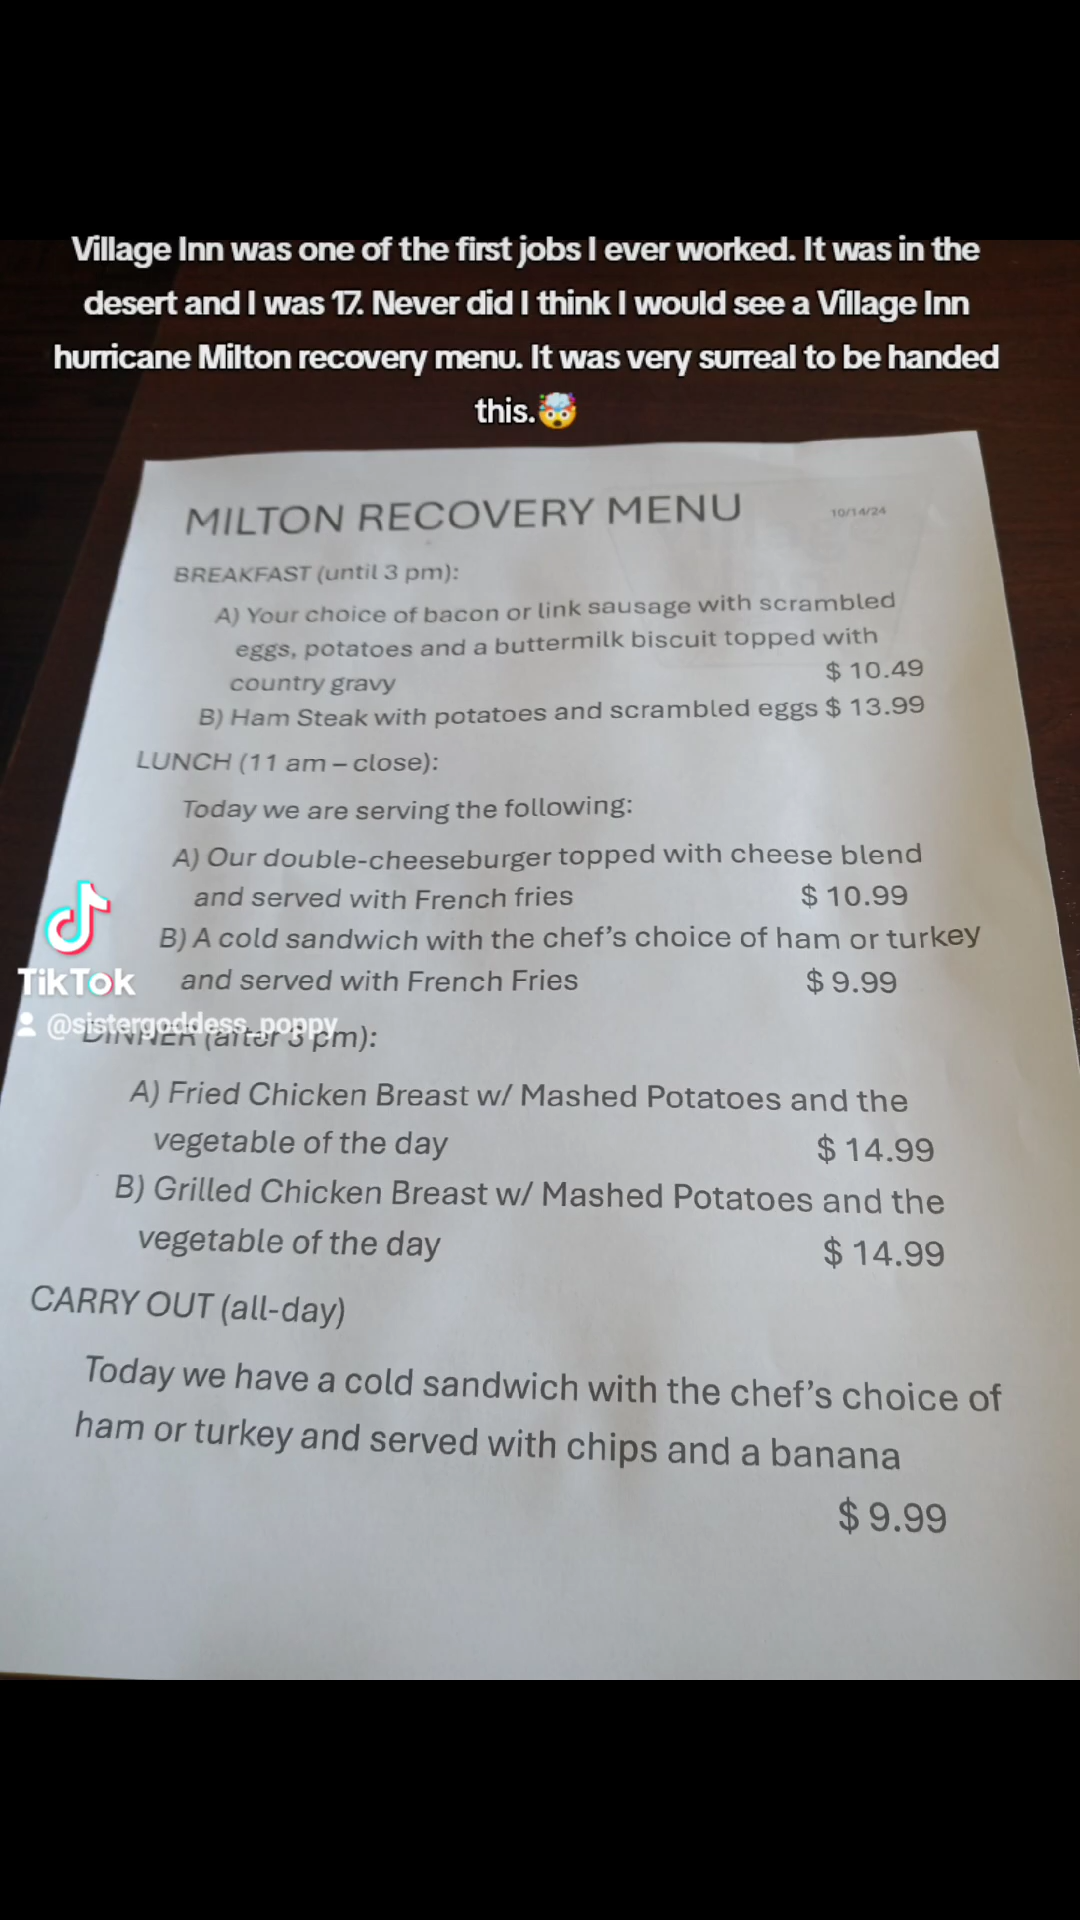 Village Inn was one of the first jobs I ever worked. It was in the
desert and I was 17. Never did I think I would see a Village Inn
hurricane Milton recovery menu. It was very surreal to be handed
this.🤯
MILTON RECOVERY MENU
10/14/24
BREAKFAST (until 3 pm):
A) Your choice of bacon or link sausage with scrambled
eggs, potatoes and a buttermilk biscuit topped with
country gravy $ 10.49
B) Ham Steak with potatoes and scrambled eggs $ 13.99
LUNCH (11 am – close):
Today we are serving the following:
A) Our double-cheeseburger topped with cheese blend
and served with French fries $ 10.99
B) A cold sandwich with the chef's choice of ham or turkey
and served with French Fries $ 9.99
TikTok
@sistergoddess_poppy
DINNER (after 3 pm):
A) Fried Chicken Breast w/ Mashed Potatoes and the
vegetable of the day $ 14.99
B) Grilled Chicken Breast w/ Mashed Potatoes and the
vegetable of the day $ 14.99
CARRY OUT (all-day)
Today we have a cold sandwich with the chef's choice of
ham or turkey and served with chips and a banana
$ 9.99